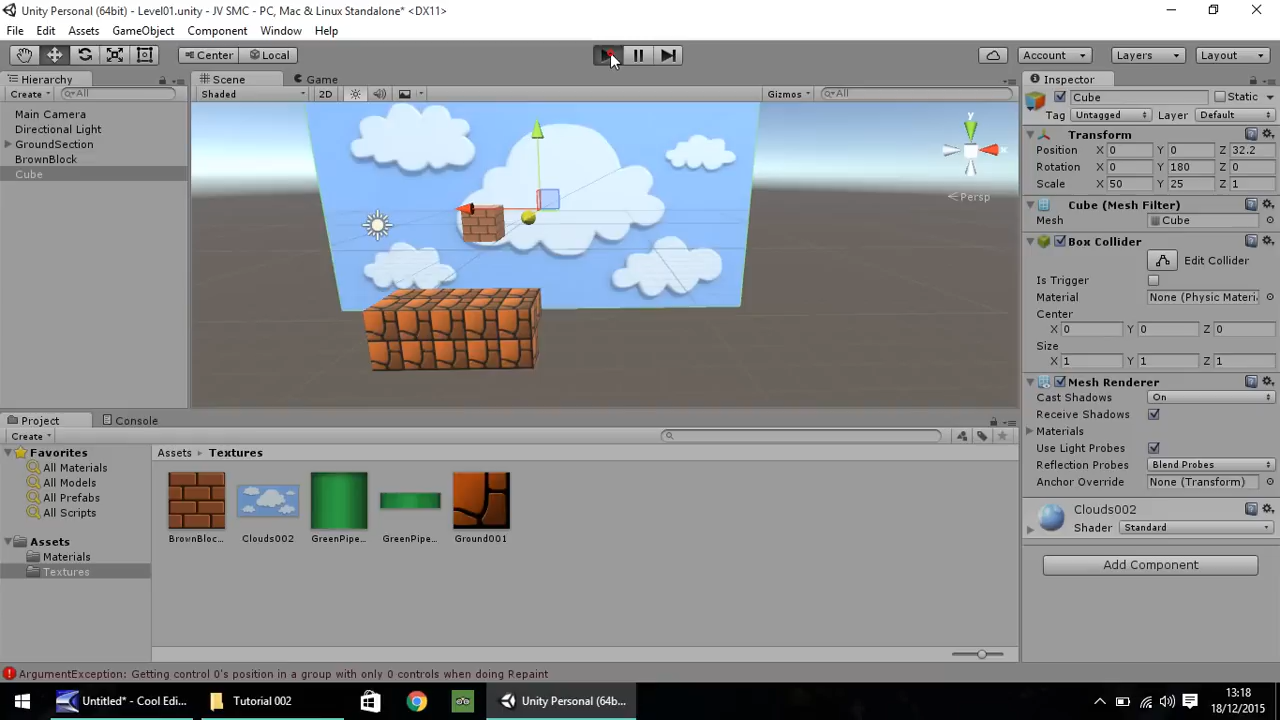 Unity Personal (64bit) - Level01.unity - JV SMC - PC, Mac & Linux Standalone* <DX11>
File Edit Assets GameObject Component Window Help
Center Local Account Layers Layout
Hierarchy Scene Game Inspector
Create All Shaded 2D Gizmos All Cube Static
Main Camera
Directional Light
GroundSection
BrownBlock
Cube
y
x
Persp
Tag Untagged Layer Default
Transform
Position X 0 Y 0 Z 32.2
Rotation X 0 Y 180 Z 0
Scale X 50 Y 25 Z 1
Cube (Mesh Filter)
Mesh Cube
Box Collider
Edit Collider
Is Trigger
Material None (Physic Materi
Center
X 0 Y 0 Z 0
Size
X 1 Y 1 Z 1
Mesh Renderer
Cast Shadows On
Receive Shadows
Materials
Use Light Probes
Reflection Probes Blend Probes
Anchor Override None (Transform)
Clouds002
Shader Standard
Add Component
Project Console
Create
Favorites
All Materials
All Models
All Prefabs
All Scripts
Assets
Materials
Textures
Assets Textures
BrownBloc... Clouds002 GreenPipe... GreenPipe... Ground001
ArgumentException: Getting control 0's position in a group with only 0 controls when doing Repaint
Untitled* - Cool Edi... Tutorial 002 Unity Personal (64b...
13:18
18/12/2015